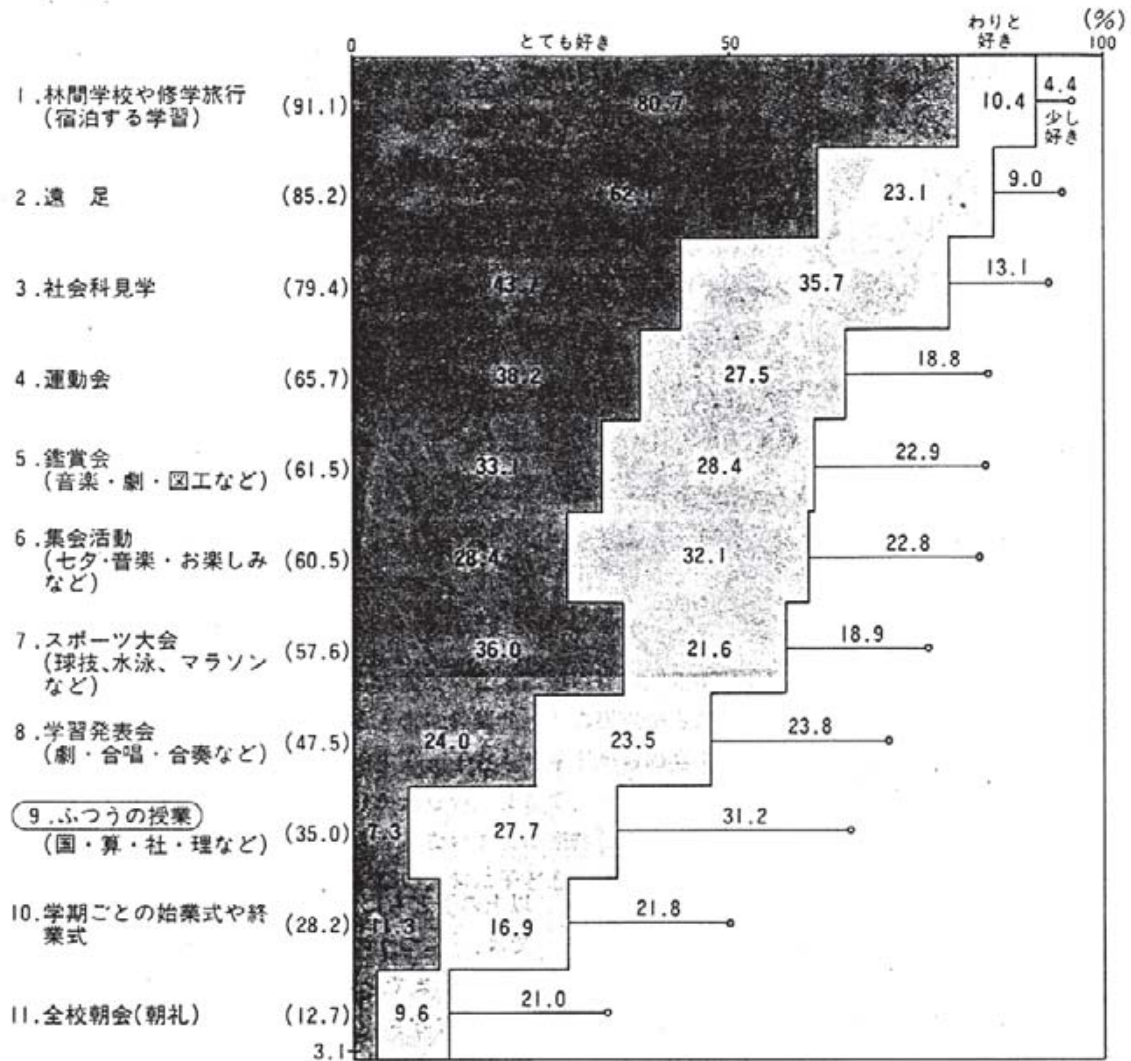 (%)
0 とても好き 50 わりと好き 100
1.林間学校や修学旅行 (91.1) 80.7 10.4 4.4
(宿泊する学習) 少し好き
2.遠 足 (85.2) 62.1 23.1 9.0
3.社会科見学 (79.4) 43.7 35.7 13.1
4.運動会 (65.7) 38.2 27.5 18.8
5.鑑賞会 (61.5) 33.1 28.4 22.9
(音楽・劇・図工など)
6.集会活動 (60.5) 28.4 32.1 22.8
(七夕・音楽・お楽しみ
など)
7.スポーツ大会 (57.6) 36.0 21.6 18.9
(球技、水泳、マラソン
など)
8.学習発表会 (47.5) 24.0 23.5 23.8
(劇・合唱・合奏など)
9.ふつうの授業 (35.0) 7.3 27.7 31.2
(国・算・社・理など)
10.学期ごとの始業式や終 (28.2) 11.3 16.9 21.8
業式
11.全校朝会(朝礼) (12.7) 9.6 21.0
3.1